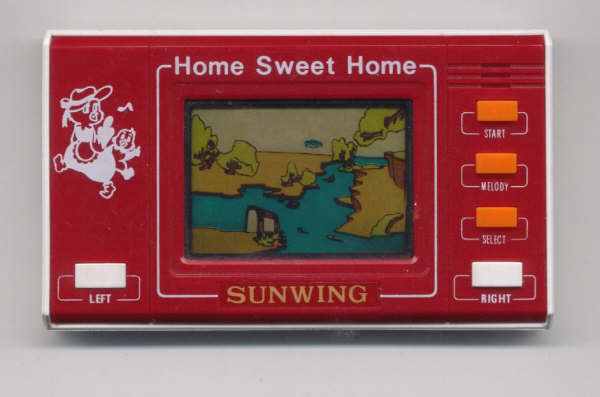 Home Sweet Home
START
MELODY
SELECT
LEFT
RIGHT
SUNWING